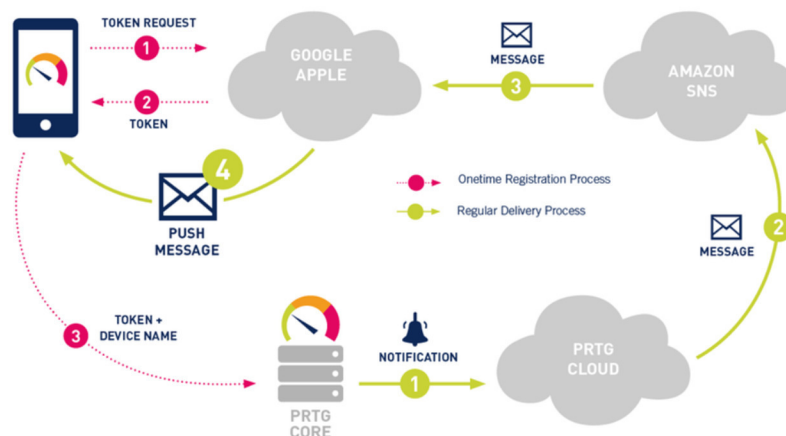 TOKEN REQUEST
1
2
TOKEN
GOOGLE
APPLE
MESSAGE
3
AMAZON
SNS
4
PUSH
MESSAGE
Onetime Registration Process
Regular Delivery Process
MESSAGE
2
3
TOKEN +
DEVICE NAME
NOTIFICATION
1
PRTG
CLOUD
PRTG
CORE